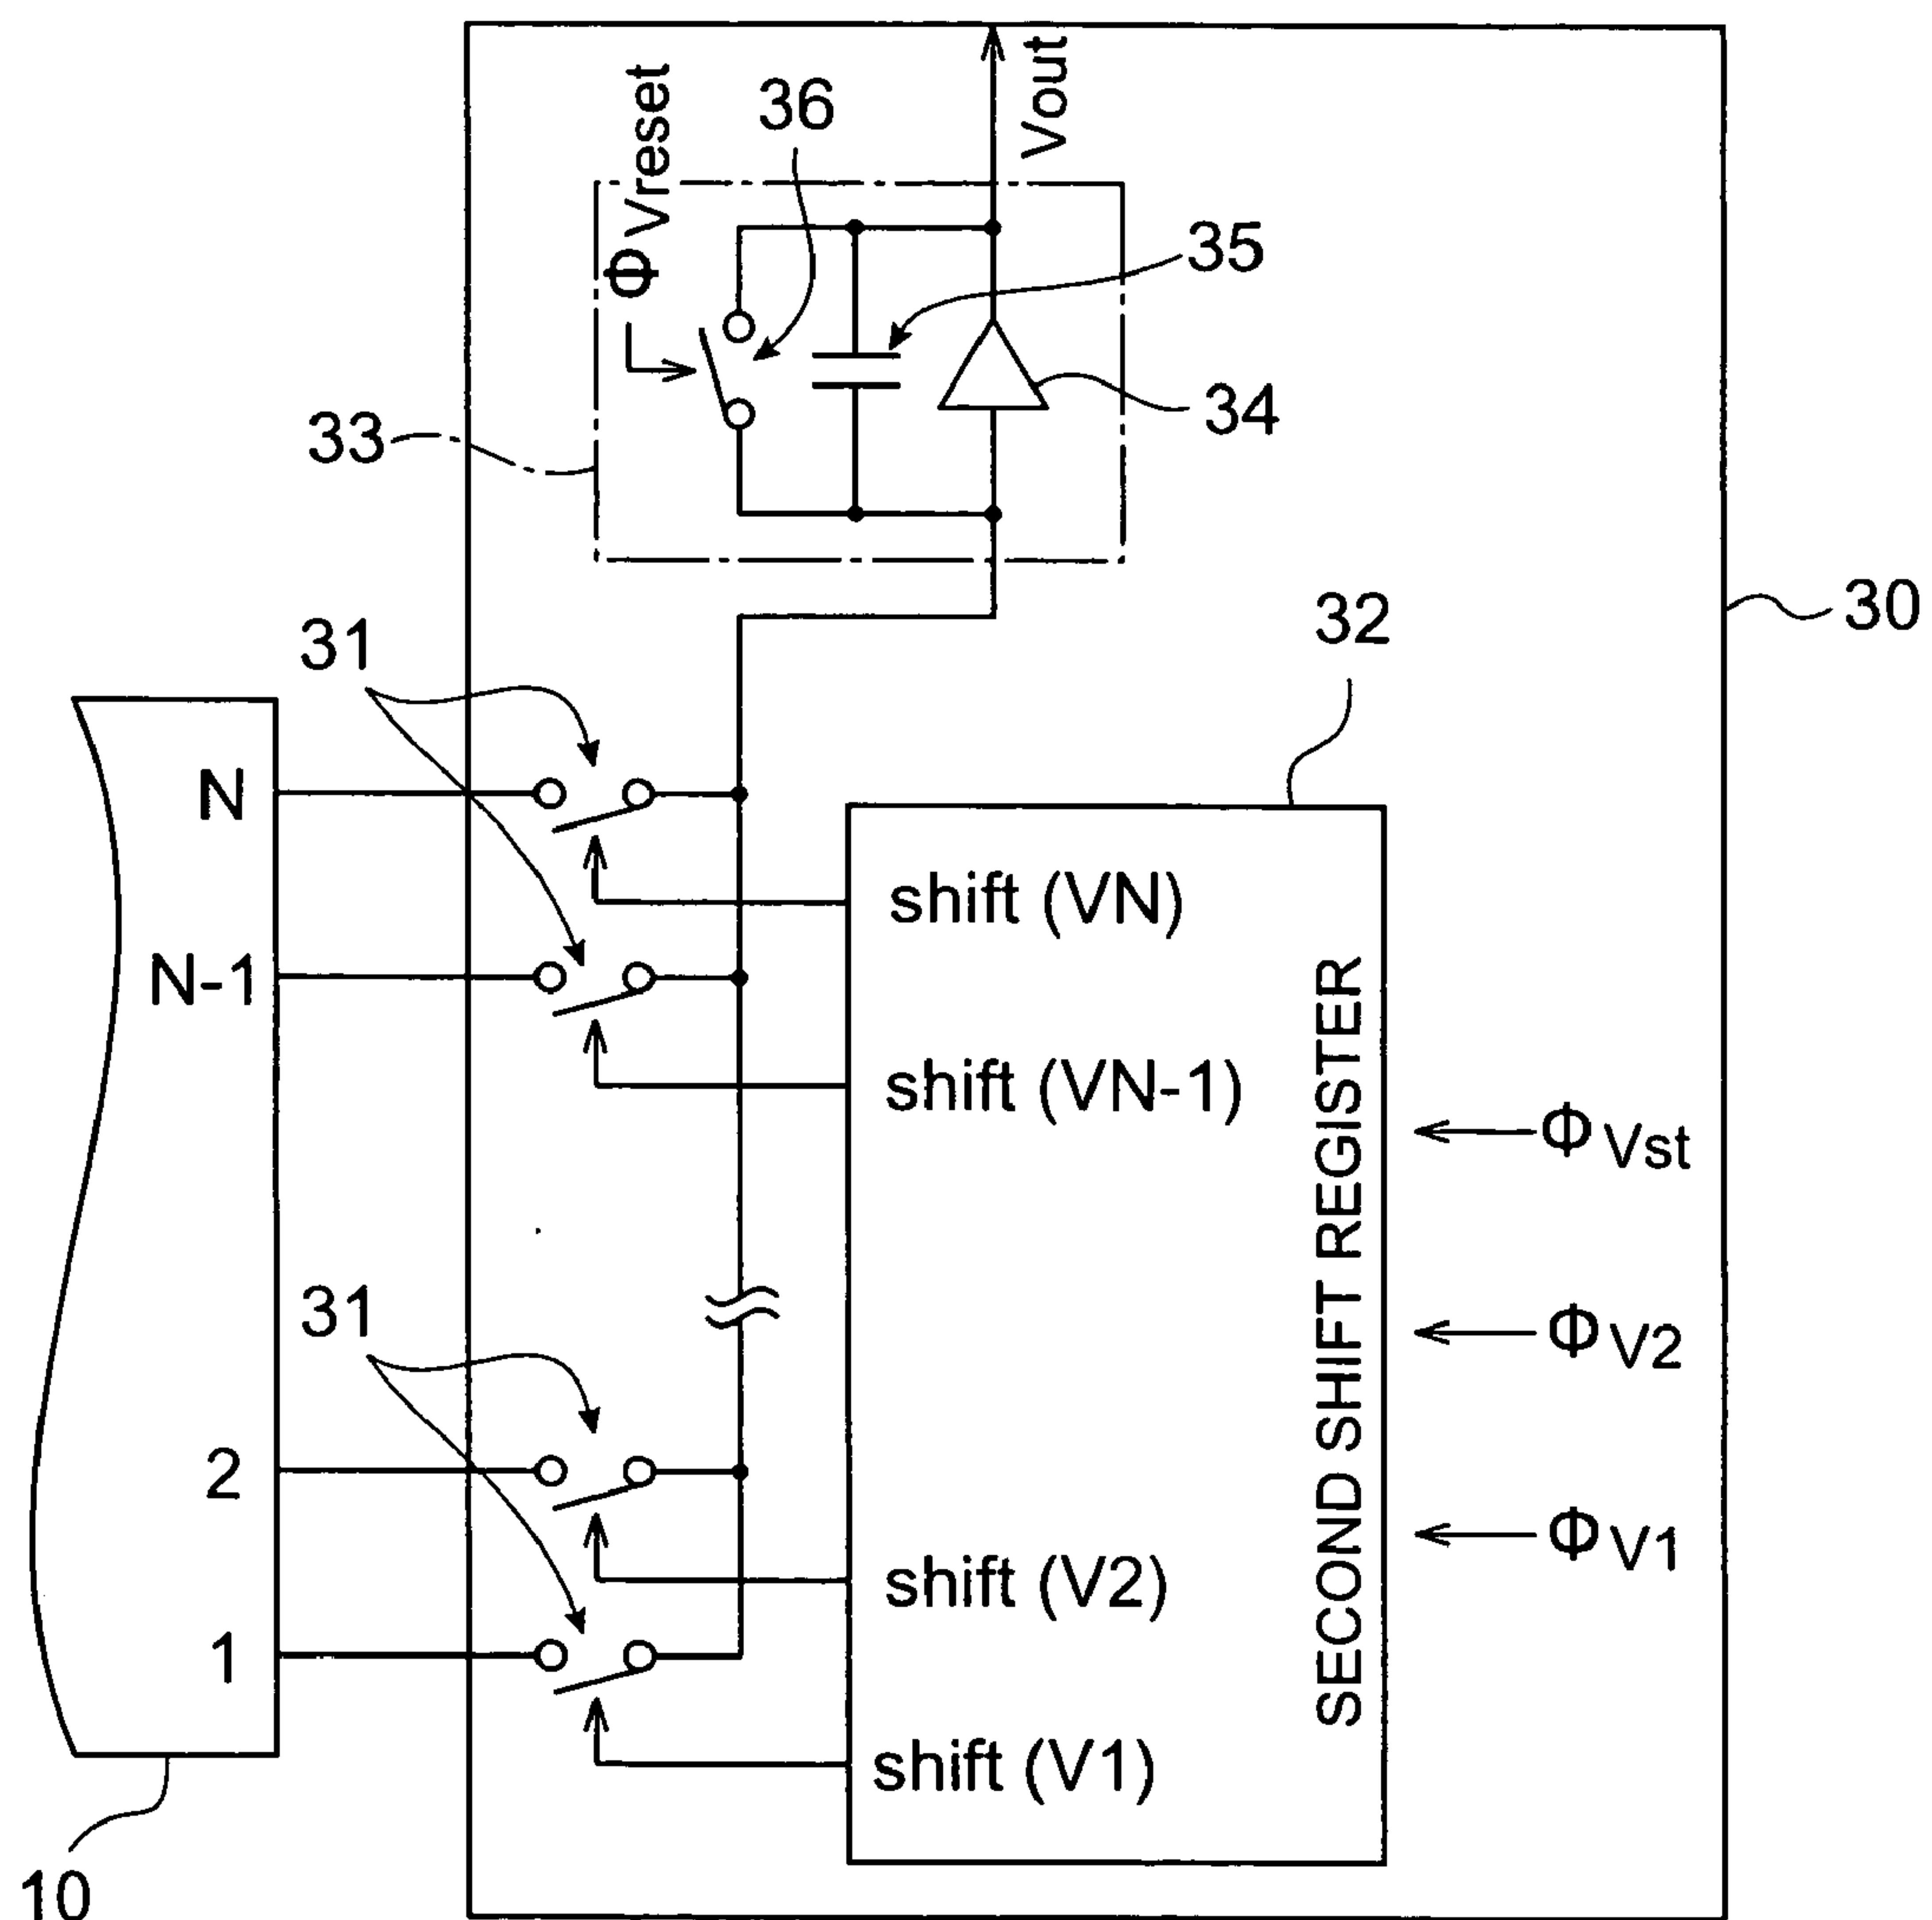 Vout
ΦVreset
36
35
34
33
30
32
31
N
shift (VN)
N-1
shift (VN-1)
SECOND SHIFT REGISTER
ΦVst
31
ΦV2
2
ΦV1
shift (V2)
1
shift (V1)
10